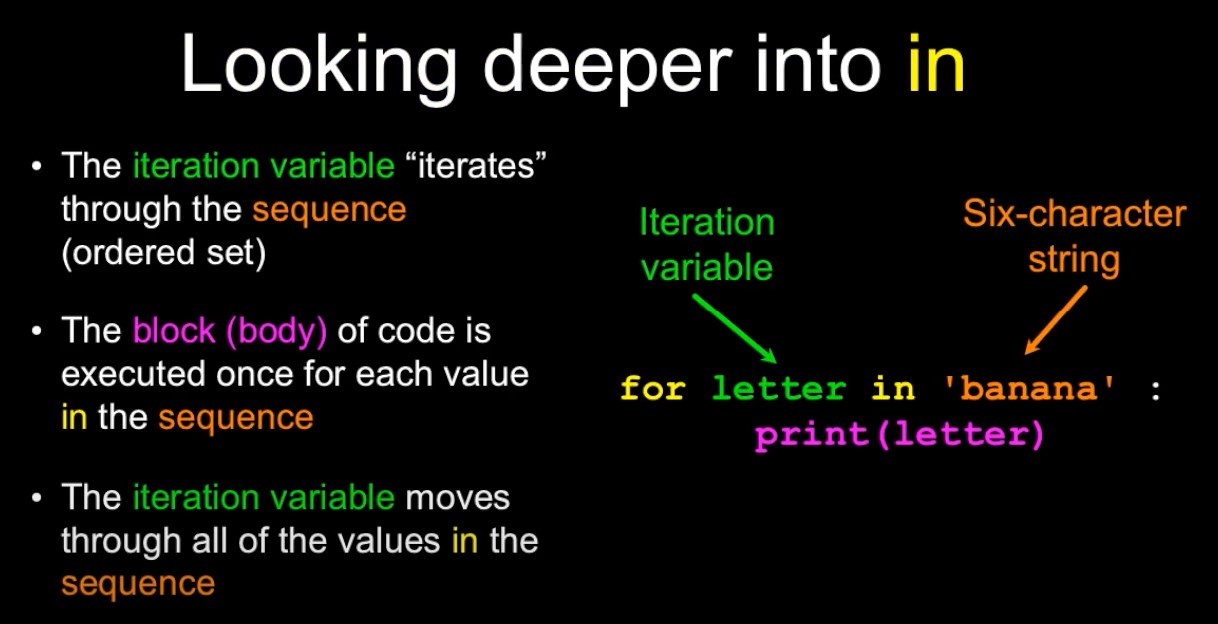 Looking deeper into in
• The iteration variable “iterates”
through the sequence
(ordered set)
• The block (body) of code is
executed once for each value
in the sequence
• The iteration variable moves
through all of the values in the
sequence
Iteration
variable
Six-character
string
for letter in 'banana' :
print(letter)